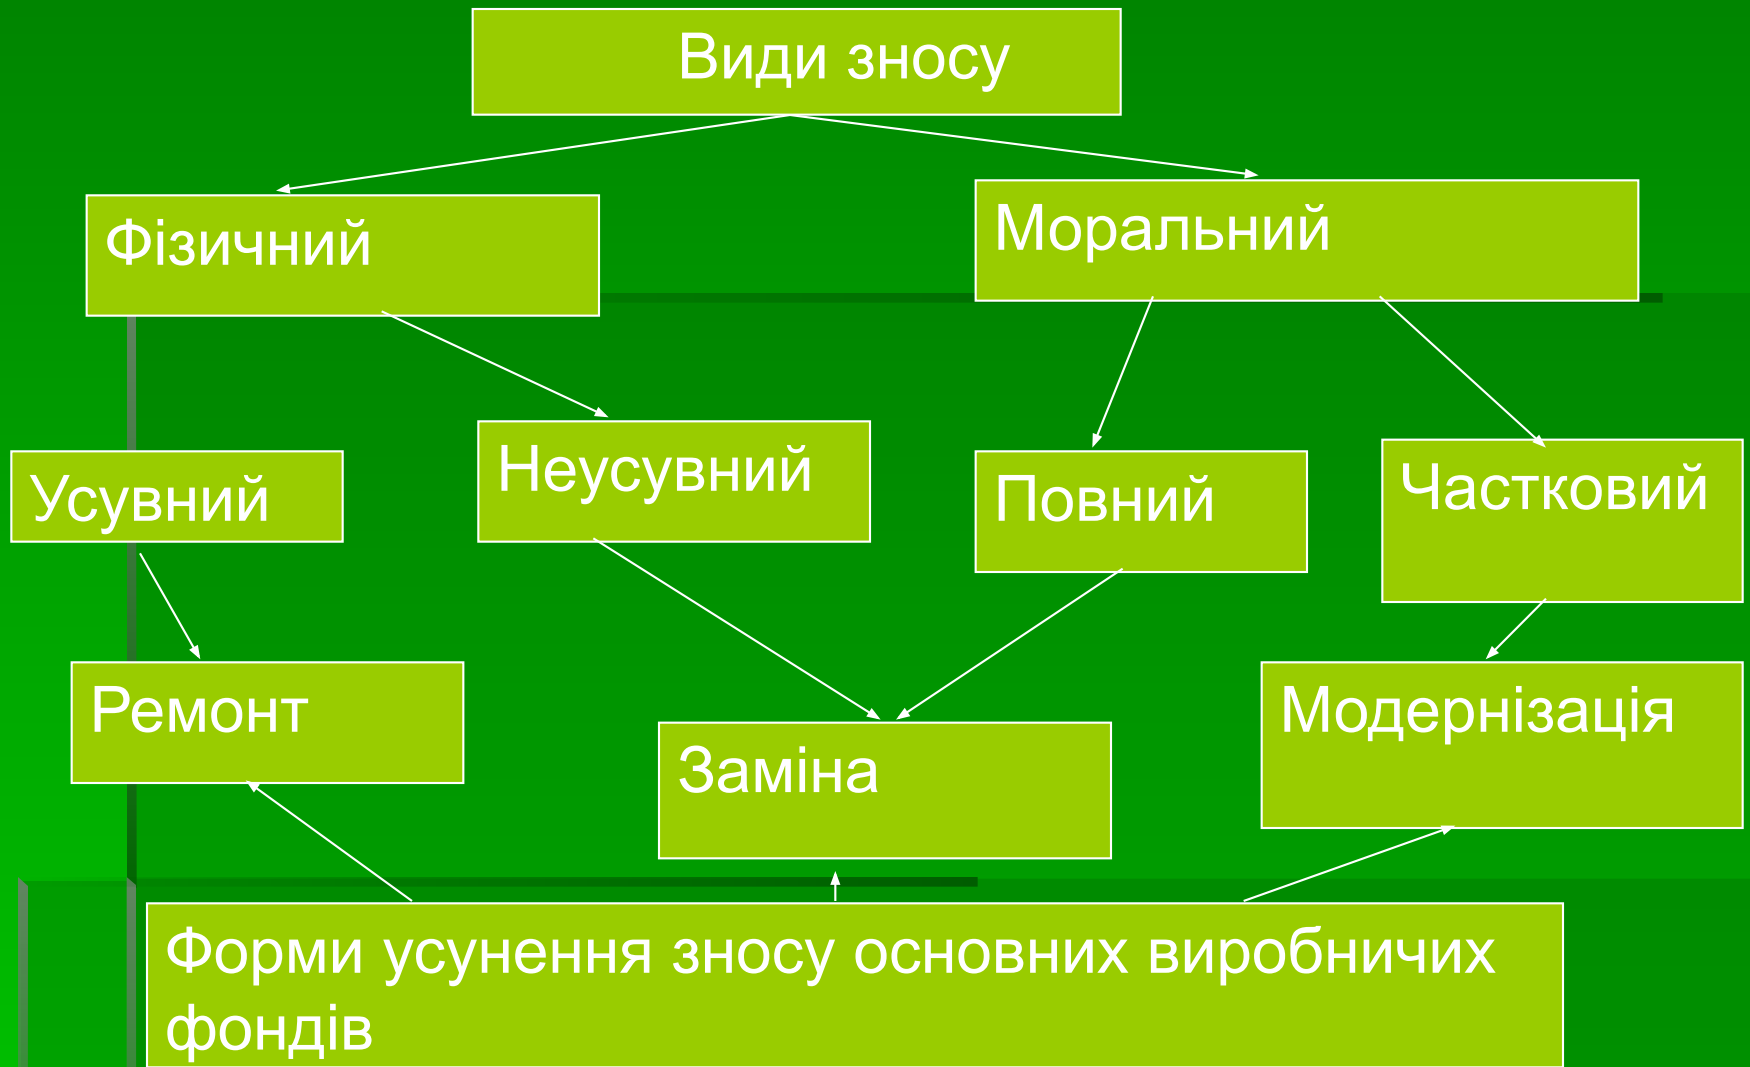 Види зносу
Фізичний
Моральний
Усувний
Неусувний
Повний
Частковий
Ремонт
Заміна
Модернізація
Форми усунення зносу основних виробничих
фондів